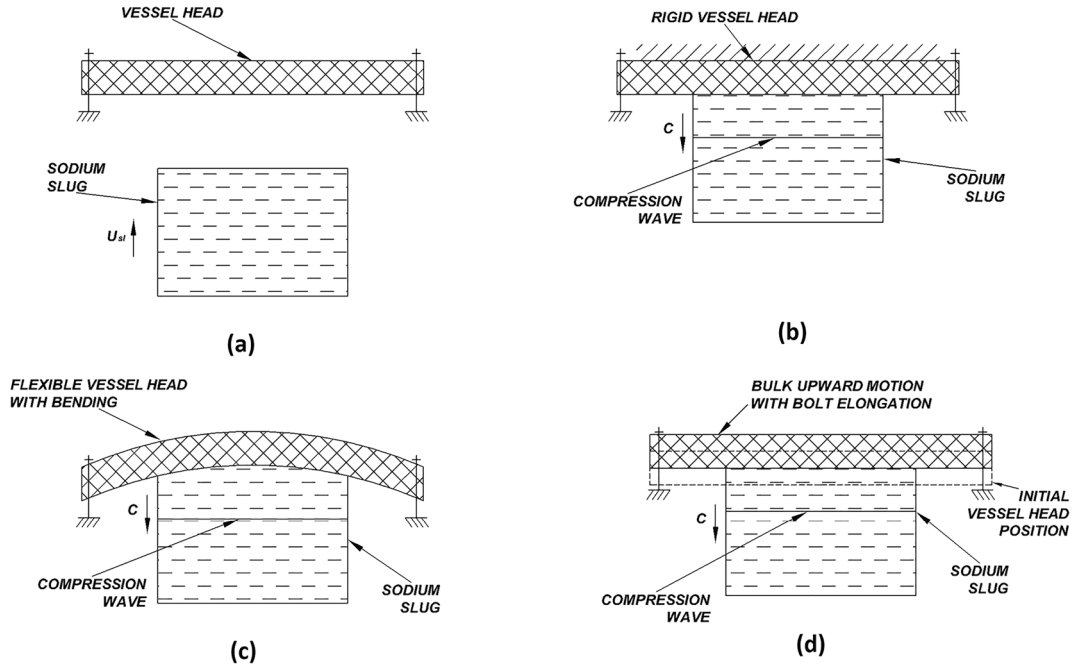 VESSEL HEAD
SODIUM
SLUG
Usl
(a)
RIGID VESSEL HEAD
C
COMPRESSION
WAVE
SODIUM
SLUG
(b)
FLEXIBLE VESSEL HEAD
WITH BENDING
C
COMPRESSION
WAVE
SODIUM
SLUG
(c)
BULK UPWARD MOTION
WITH BOLT ELONGATION
C
INITIAL
VESSEL HEAD
POSITION
SODIUM
SLUG
COMPRESSION
WAVE
(d)